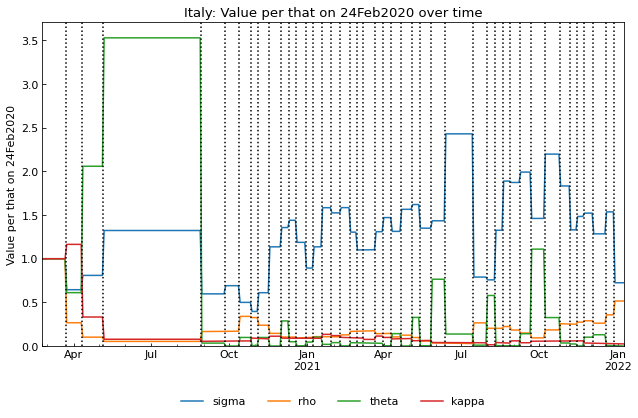 Italy: Value per that on 24Feb2020 over time
Value per that on 24Feb2020
3.5
3.0
2.5
2.0
1.5
1.0
0.5
0.0
Apr Jul Oct Jan Apr Jul Oct Jan
2021 2022
sigma rho theta kappa